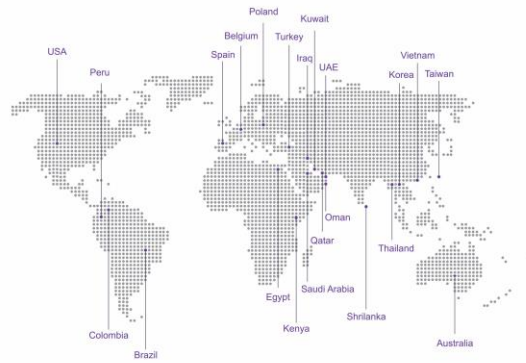 Poland
Kuwait
Belgium
Turkey
USA
Spain
Iraq
Vietnam
UAE
Peru
Korea
Taiwan
Oman
Qatar
Thailand
Saudi Arabia
Egypt
Shrilanka
Kenya
Colombia
Australia
Brazil